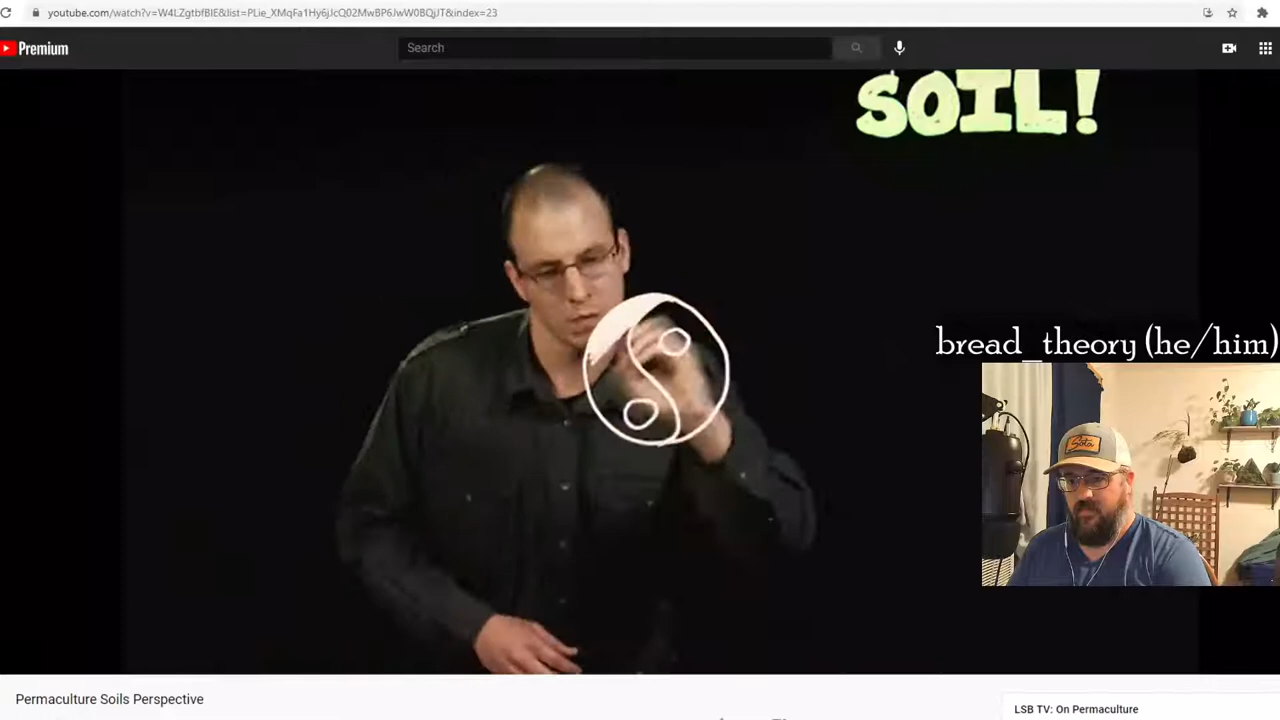 youtube.com/watch?v=W4LZgtbfBIE&list=PLie_XMqFa1Hy6jJcQ02MwBP6JwW0BQjJT&index=23
Premium
Search
SOIL!
bread_theory (he/him)
Sota
Permaculture Soils Perspective
LSB TV: On Permaculture